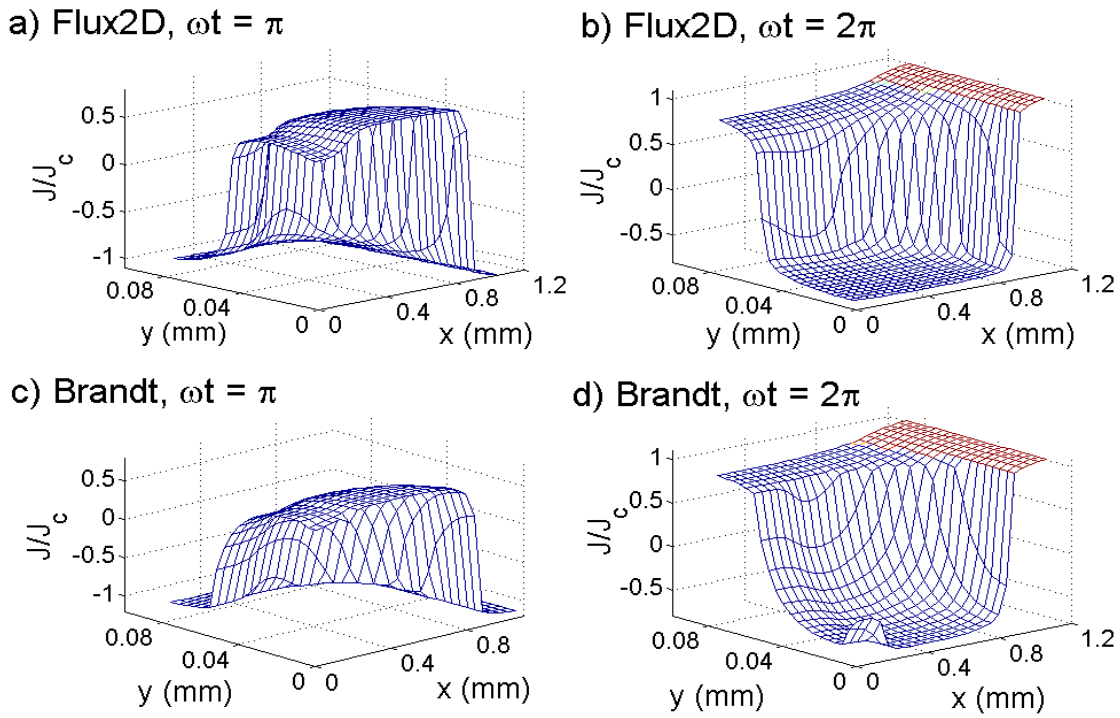 a) Flux2D, ωt = π
0.5
0
-0.5
-1
J/J_c
0.08
0.04
0
y (mm)
0
0.4
0.8
1.2
x (mm)
b) Flux2D, ωt = 2π
1
0.5
0
-0.5
J/J_c
0.08
0.04
0
y (mm)
0
0.4
0.8
1.2
x (mm)
c) Brandt, ωt = π
0.5
0
-0.5
-1
J/J_c
0.08
0.04
0
y (mm)
0
0.4
0.8
x (mm)
d) Brandt, ωt = 2π
1
0.5
0
-0.5
J/J_c
0.08
0.04
0
y (mm)
0
0.4
0.8
1.2
x (mm)